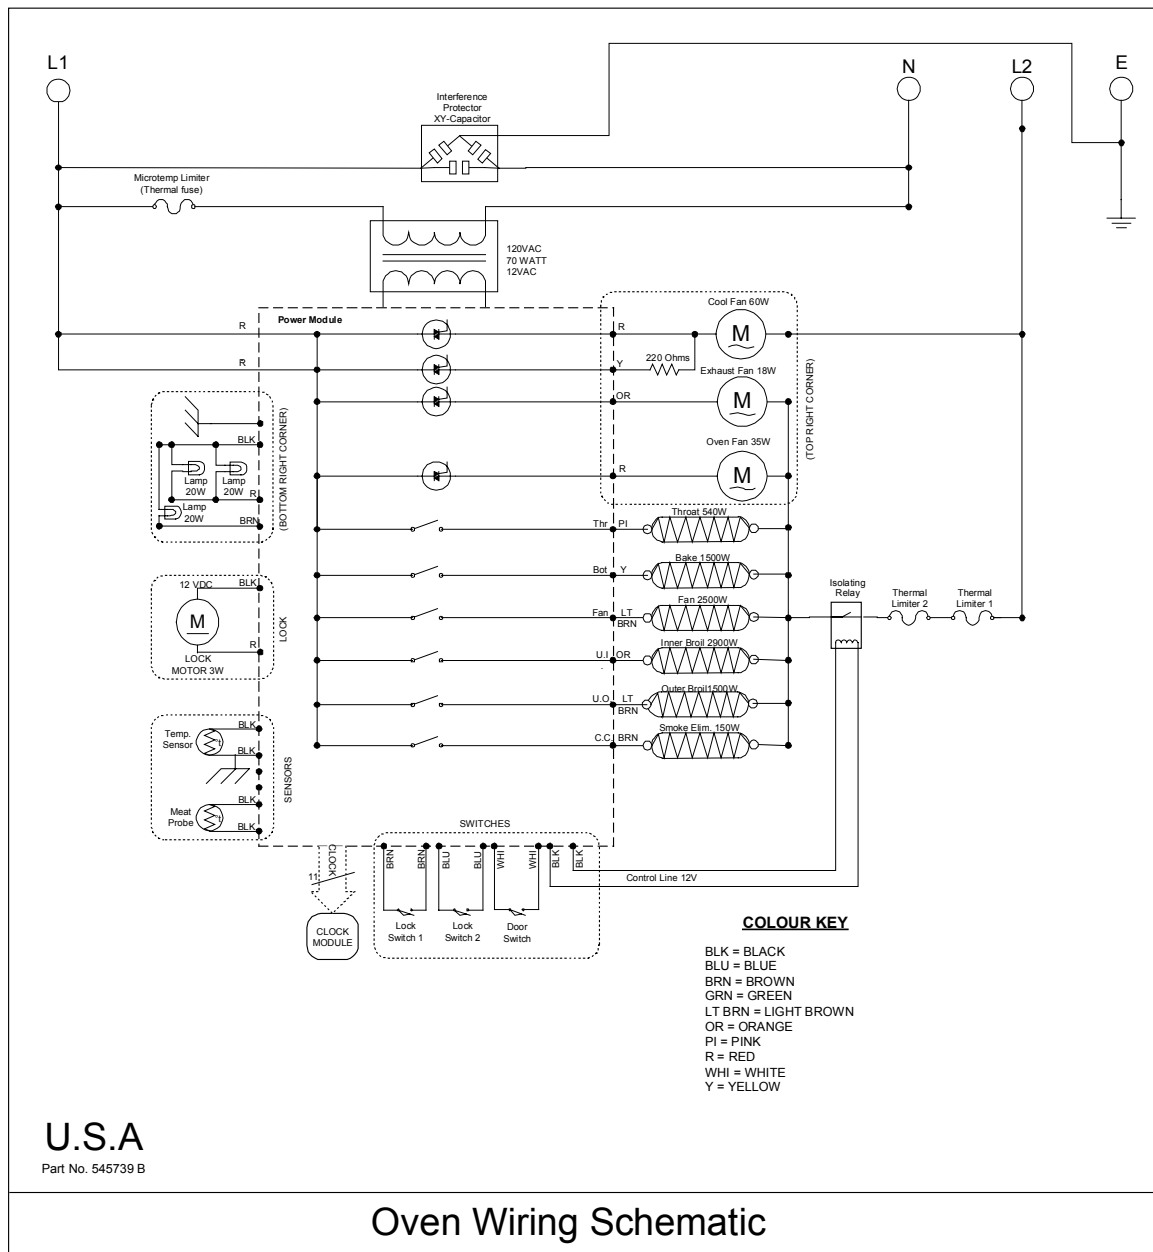 L1
N
L2
E
Interference
Protector
XY-Capacitor
Microtemp Limiter
(Thermal fuse)
120VAC
70 WATT
12VAC
Power Module
R
R
R
Y
OR
R
220 Ohms
Cool Fan 60W
M
Exhaust Fan 18W
M
Oven Fan 35W
M
(TOP RIGHT CORNER)
BLK
Lamp
20W
Lamp
20W
R
Lamp
20W
BRN
(BOTTOM RIGHT CORNER)
Thr PI
Throat 540W
Bot Y
Bake 1500W
Fan LT
BRN
Fan 2500W
U.I OR
Inner Broil 2900W
U.O. LT
BRN
Outer Broil1500W
C.C. BRN
Smoke Elim. 150W
Isolating
Relay
Thermal
Limiter 2
Thermal
Limiter 1
12 VDC
BLK
M
R
LOCK
MOTOR 3W
LOCK
Temp.
Sensor
t
BLK
BLK
Meat
Probe
t
BLK
BLK
SENSORS
CLOCK
11
CLOCK
MODULE
SWITCHES
BRN
BRN
BLU
BLU
WHI
WHI
BLK
BLK
Lock
Switch 1
Lock
Switch 2
Door
Switch
Control Line 12V
COLOUR KEY
BLK = BLACK
BLU = BLUE
BRN = BROWN
GRN = GREEN
LT BRN = LIGHT BROWN
OR = ORANGE
PI = PINK
R = RED
WHI = WHITE
Y = YELLOW
U.S.A
Part No. 545739 B
Oven Wiring Schematic